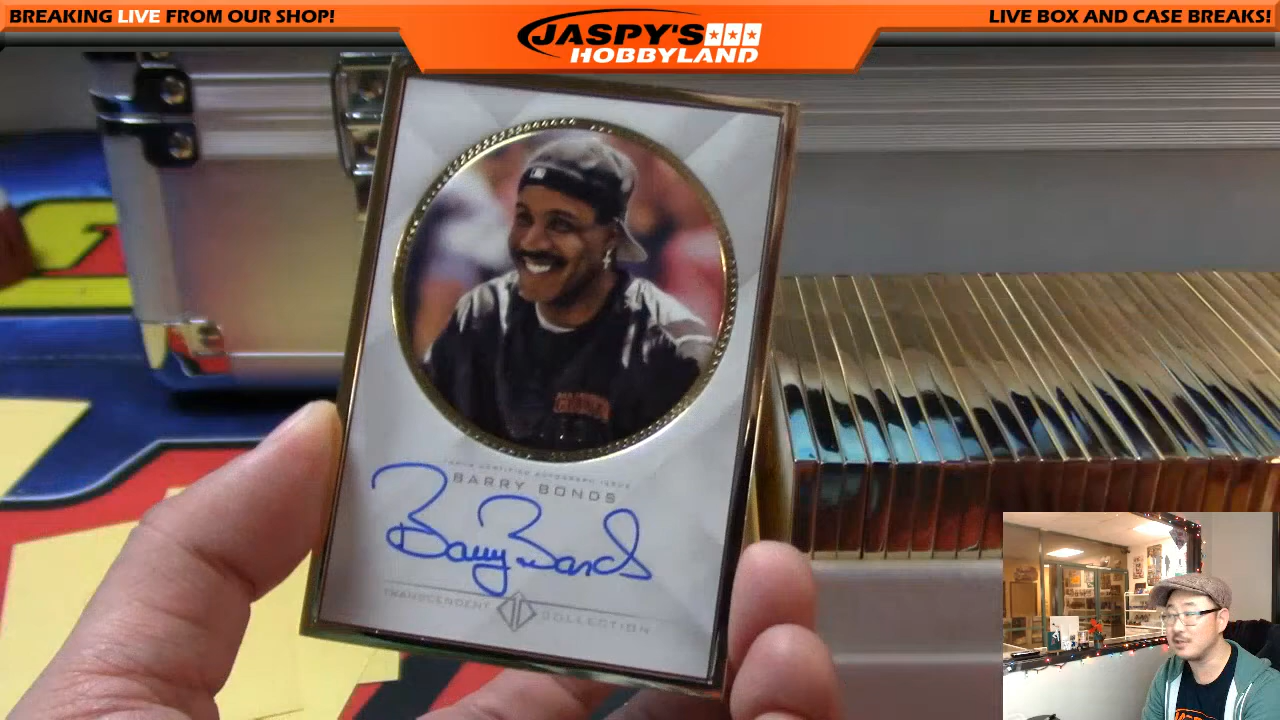 BREAKING LIVE FROM OUR SHOP!
JASPY'S
HOBBYLAND
LIVE BOX AND CASE BREAKS!
TOPPS CERTIFIED AUTOGRAPH ISSUE
BARRY BONDS
Barry Bonds
TRANSCENDENT COLLECTION